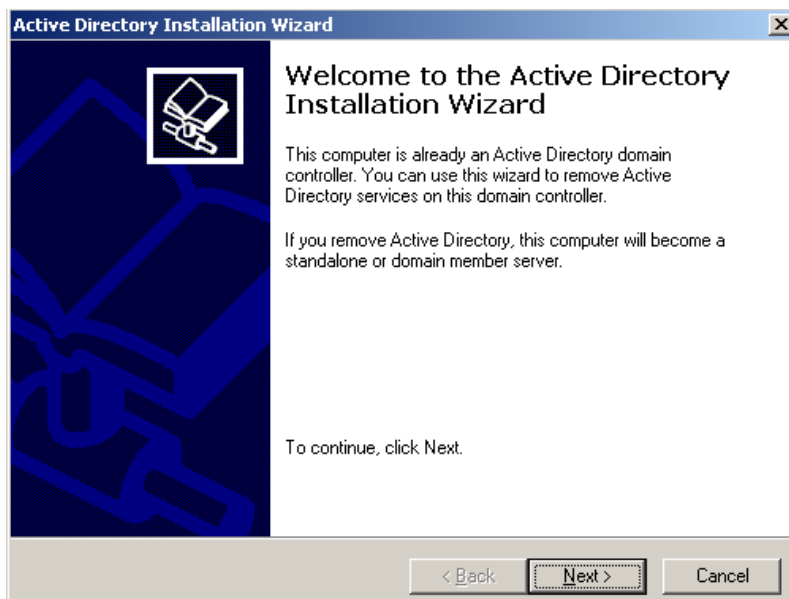 Active Directory Installation Wizard
Welcome to the Active Directory
Installation Wizard
This computer is already an Active Directory domain
controller. You can use this wizard to remove Active
Directory services on this domain controller.
If you remove Active Directory, this computer will become a
standalone or domain member server.
To continue, click Next.
< Back
Next >
Cancel